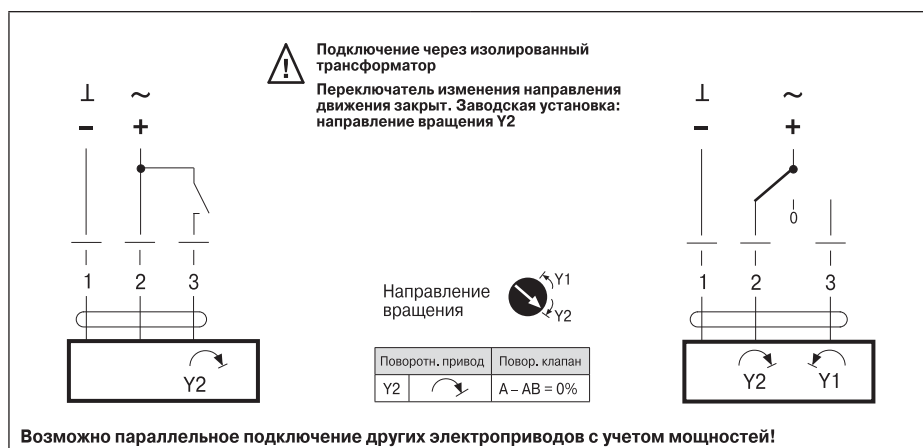 Подключение через изолированный
трансформатор
Переключатель изменения направления
движения закрыт. Заводская установка:
направление вращения Y2
⊥ ~
− +
1 2 3
Y2
⊥ ~
− +
0
1 2 3
Y2 Y1
Направление
вращения
Y1
Y2
Поворотн. привод Повор. клапан
Y2 A – AB = 0%
Возможно параллельное подключение других электроприводов с учетом мощностей!